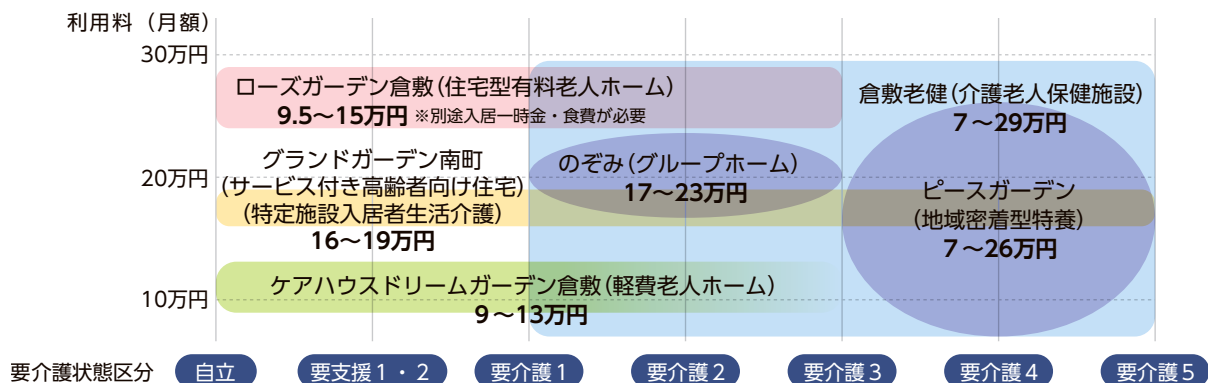 利用料（月額）
30万円
ローズガーデン倉敷（住宅型有料老人ホーム）
9.5～15万円 ※別途入居一時金・食費が必要
倉敷老健（介護老人保健施設）
7～29万円
グランドガーデン南町
（サービス付き高齢者向け住宅）
（特定施設入居者生活介護）
16～19万円
のぞみ（グループホーム）
17～23万円
20万円
ピースガーデン
（地域密着型特養）
7～26万円
ケアハウスドリームガーデン倉敷（軽費老人ホーム）
9～13万円
10万円
要介護状態区分 自立 要支援1・2 要介護1 要介護2 要介護3 要介護4 要介護5